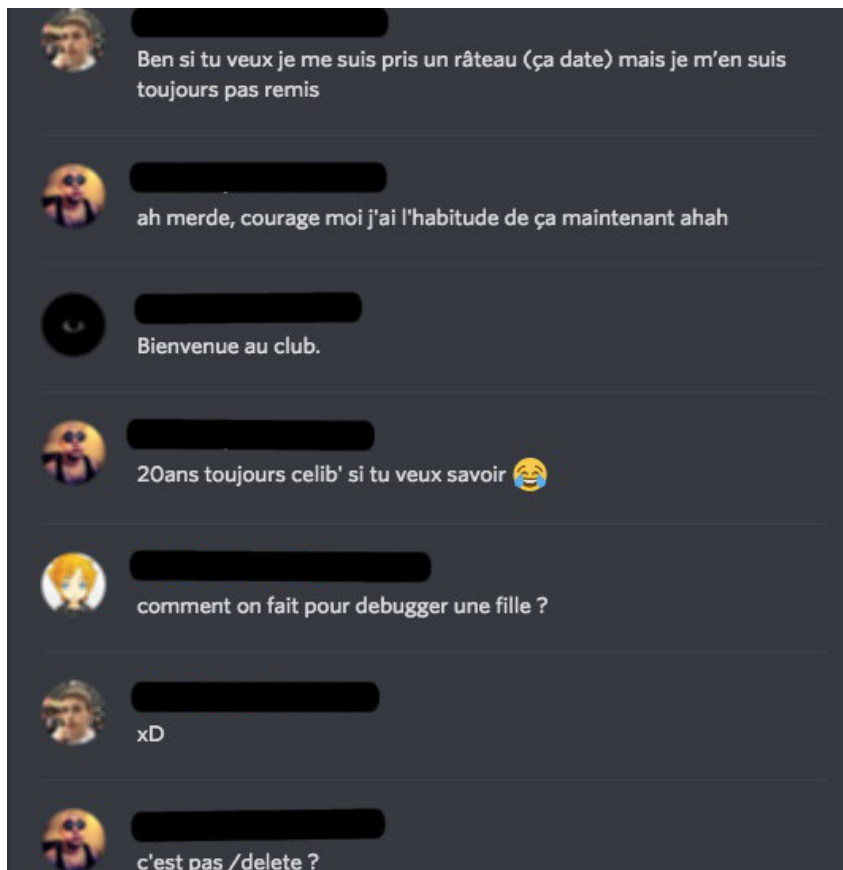 Ben si tu veux je me suis pris un râteau (ça date) mais je m'en suis
toujours pas remis
ah merde, courage moi j'ai l'habitude de ça maintenant ahah
Bienvenue au club.
20ans toujours celib' si tu veux savoir 😂
comment on fait pour debugger une fille ?
xD
c'est pas /delete ?